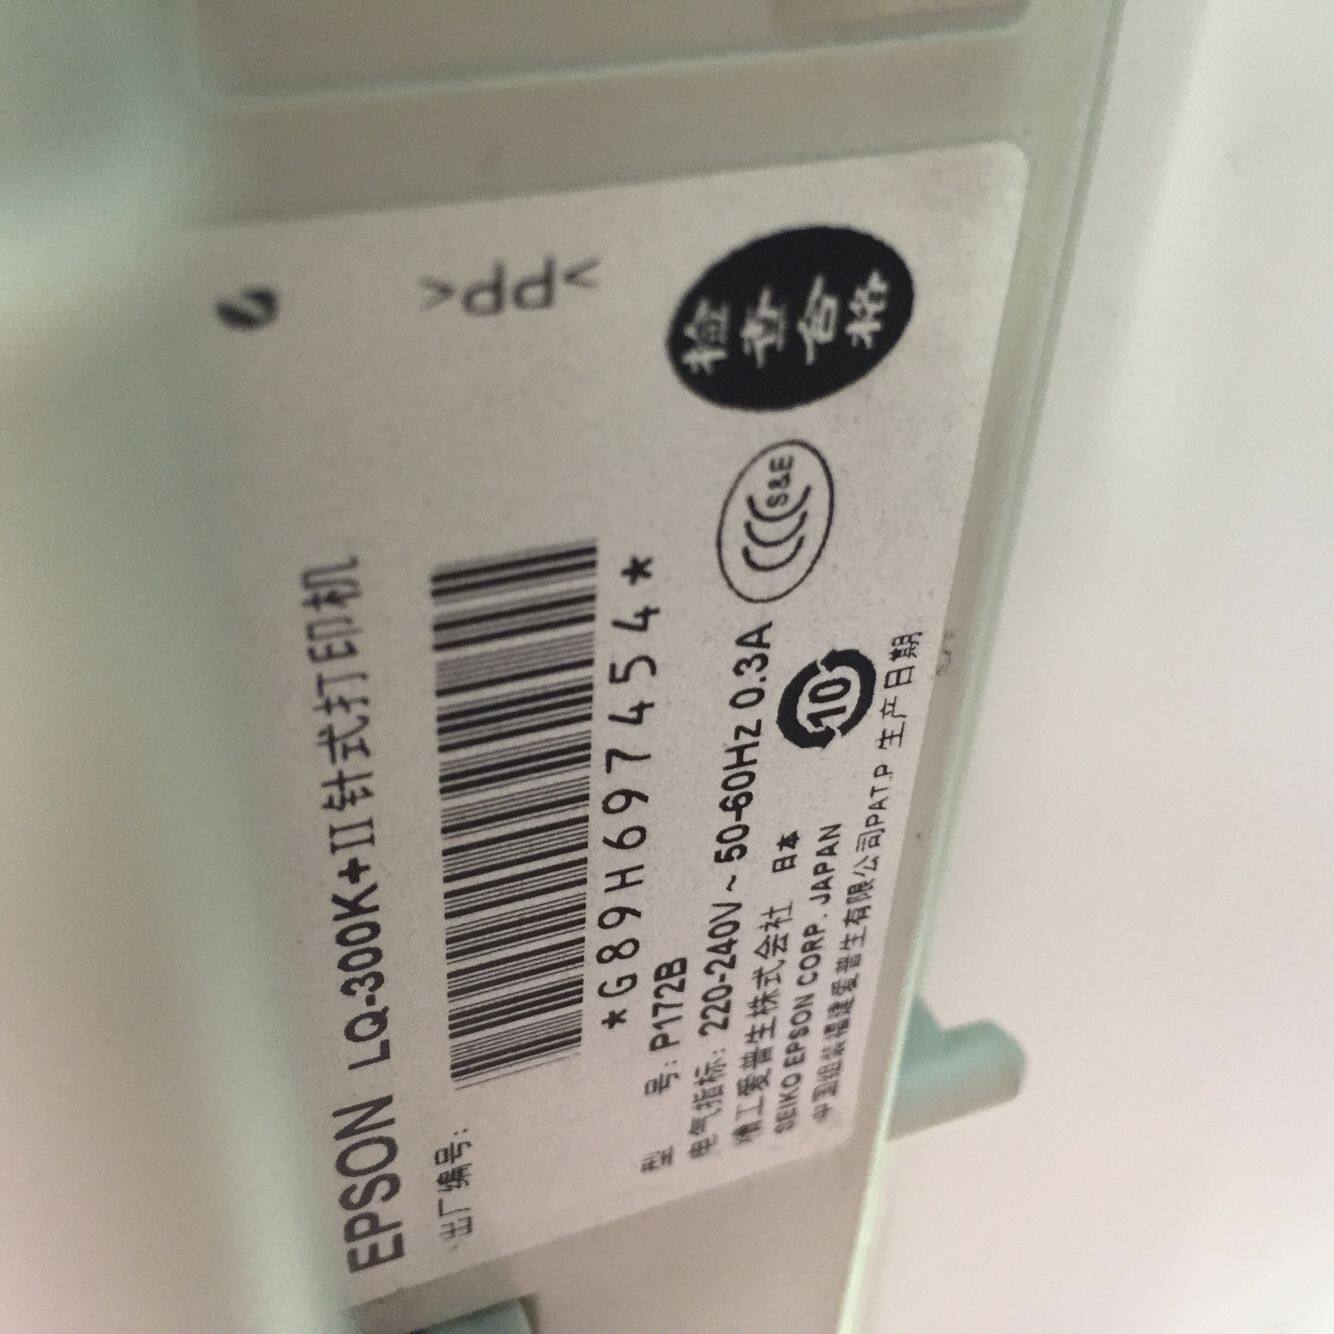 EPSON LQ-300K+II 针式打印机
出厂编号:
*G89H697454*
型 号: P172B
电气指标: 220-240V ~ 50-60Hz 0.3A
精工爱普生株式会社 日本
SEIKO EPSON CORP. JAPAN
中国组装福建爱普生有限公司PAT.P 生产日期
10
S&E
检查合格
>PP<